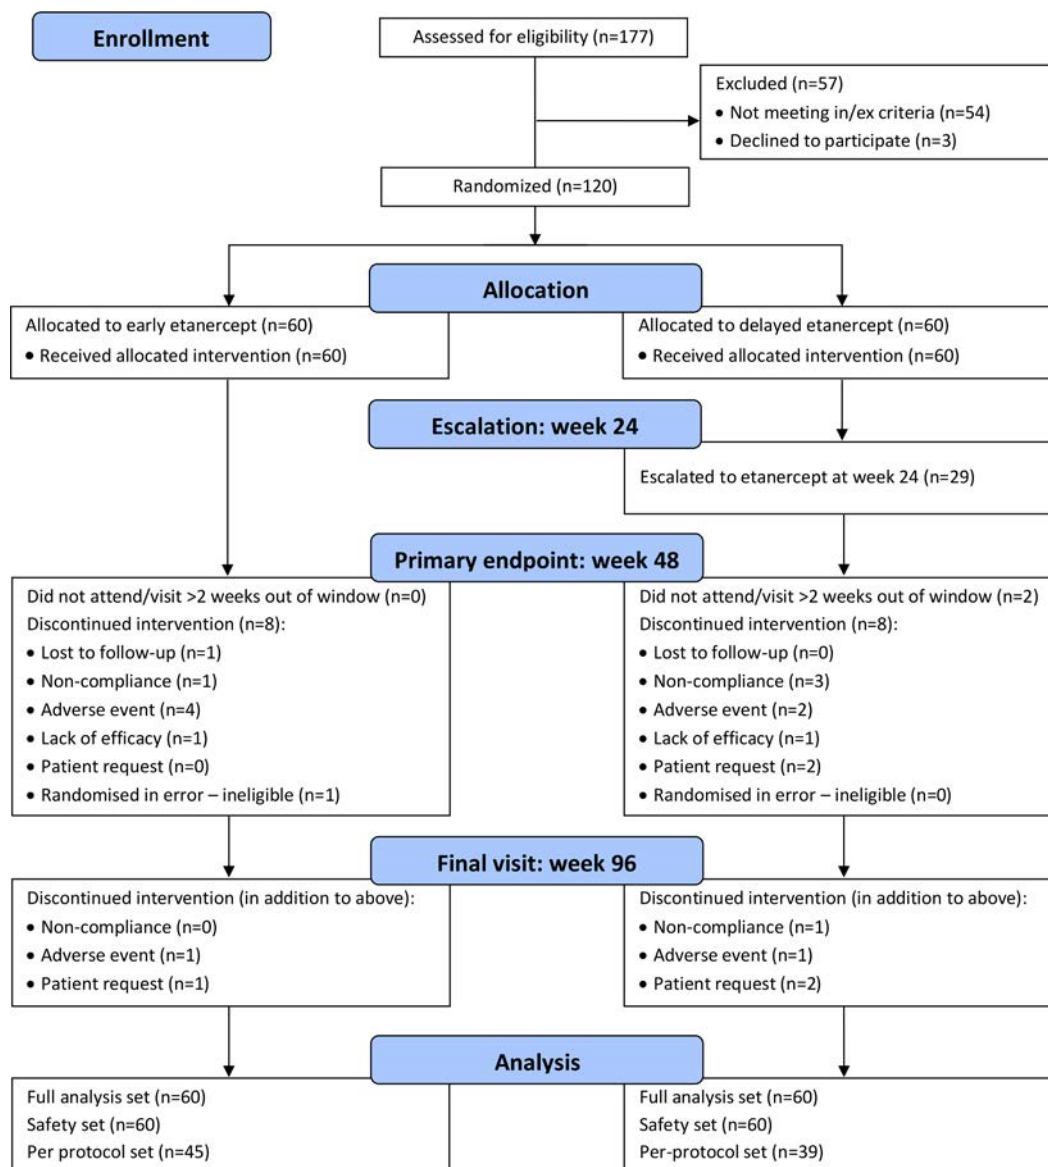 Enrollment
Assessed for eligibility (n=177)
Excluded (n=57)
• Not meeting in/ex criteria (n=54)
• Declined to participate (n=3)
Randomized (n=120)
Allocation
Allocated to early etanercept (n=60)
• Received allocated intervention (n=60)
Allocated to delayed etanercept (n=60)
• Received allocated intervention (n=60)
Escalation: week 24
Escalated to etanercept at week 24 (n=29)
Primary endpoint: week 48
Did not attend/visit >2 weeks out of window (n=0)
Discontinued intervention (n=8):
• Lost to follow-up (n=1)
• Non-compliance (n=1)
• Adverse event (n=4)
• Lack of efficacy (n=1)
• Patient request (n=0)
• Randomised in error – ineligible (n=1)
Did not attend/visit >2 weeks out of window (n=2)
Discontinued intervention (n=8):
• Lost to follow-up (n=0)
• Non-compliance (n=3)
• Adverse event (n=2)
• Lack of efficacy (n=1)
• Patient request (n=2)
• Randomised in error – ineligible (n=0)
Final visit: week 96
Discontinued intervention (in addition to above):
• Non-compliance (n=0)
• Adverse event (n=1)
• Patient request (n=1)
Discontinued intervention (in addition to above):
• Non-compliance (n=1)
• Adverse event (n=1)
• Patient request (n=2)
Analysis
Full analysis set (n=60)
Safety set (n=60)
Per protocol set (n=45)
Full analysis set (n=60)
Safety set (n=60)
Per-protocol set (n=39)